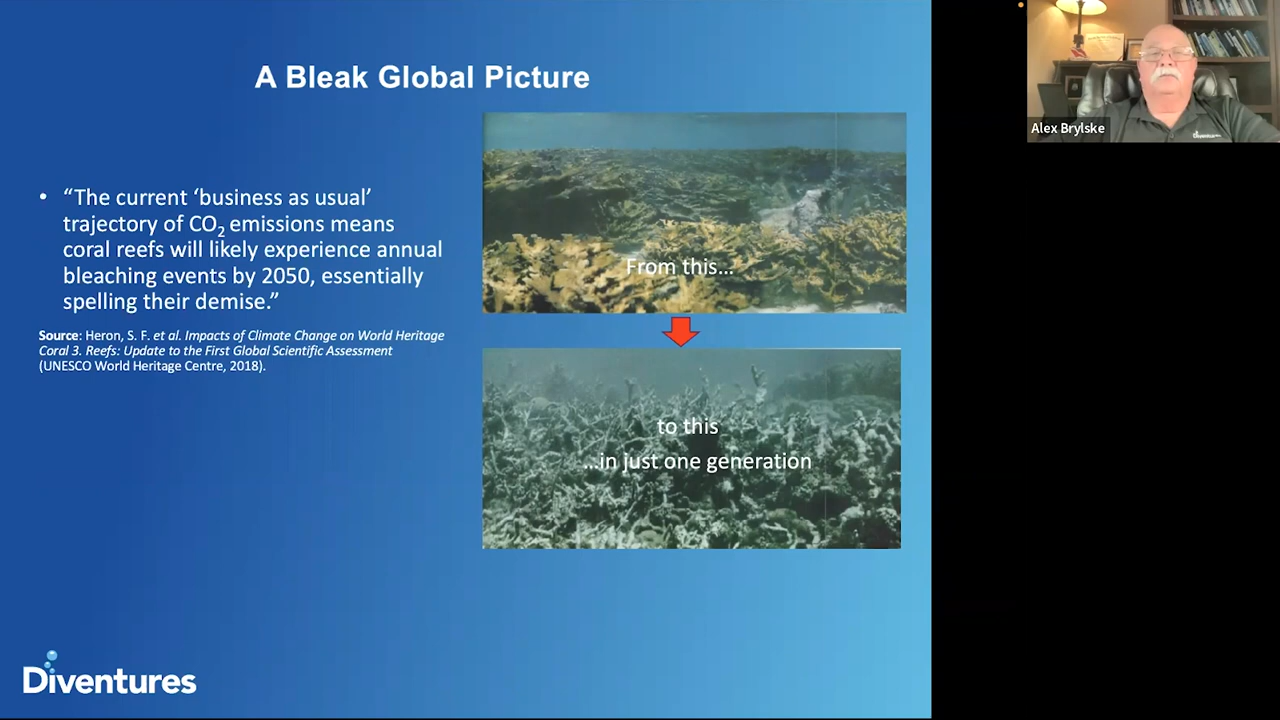 A Bleak Global Picture
• “The current ‘business as usual’
trajectory of CO₂ emissions means
coral reefs will likely experience annual
bleaching events by 2050, essentially
spelling their demise.”
Source: Heron, S. F. et al. Impacts of Climate Change on World Heritage
Coral 3. Reefs: Update to the First Global Scientific Assessment
(UNESCO World Heritage Centre, 2018).
From this...
to this
...in just one generation
Diventures
Alex Brylske
Diventures